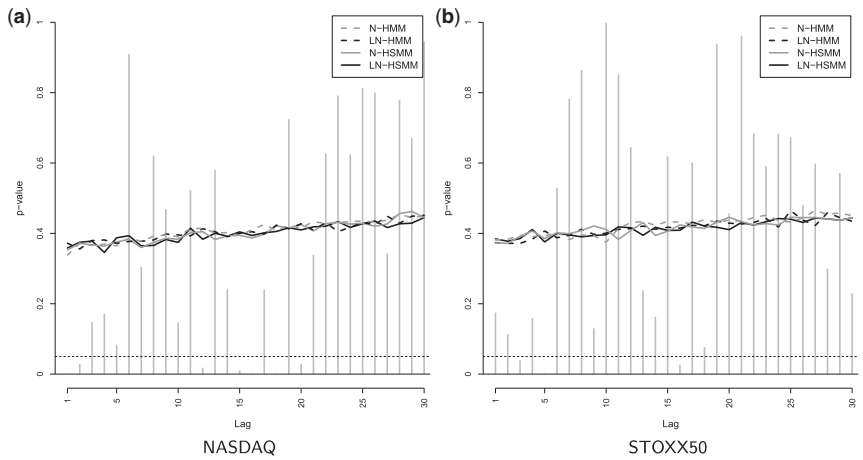 (a)
p-value
1
0.8
0.6
0.4
0.2
0
N-HMM
LN-HMM
N-HSMM
LN-HSMM
1 5 10 15 20 25 30
Lag
NASDAQ
(b)
p-value
1
0.8
0.6
0.4
0.2
0
N-HMM
LN-HMM
N-HSMM
LN-HSMM
1 5 10 15 20 25 30
Lag
STOXX50